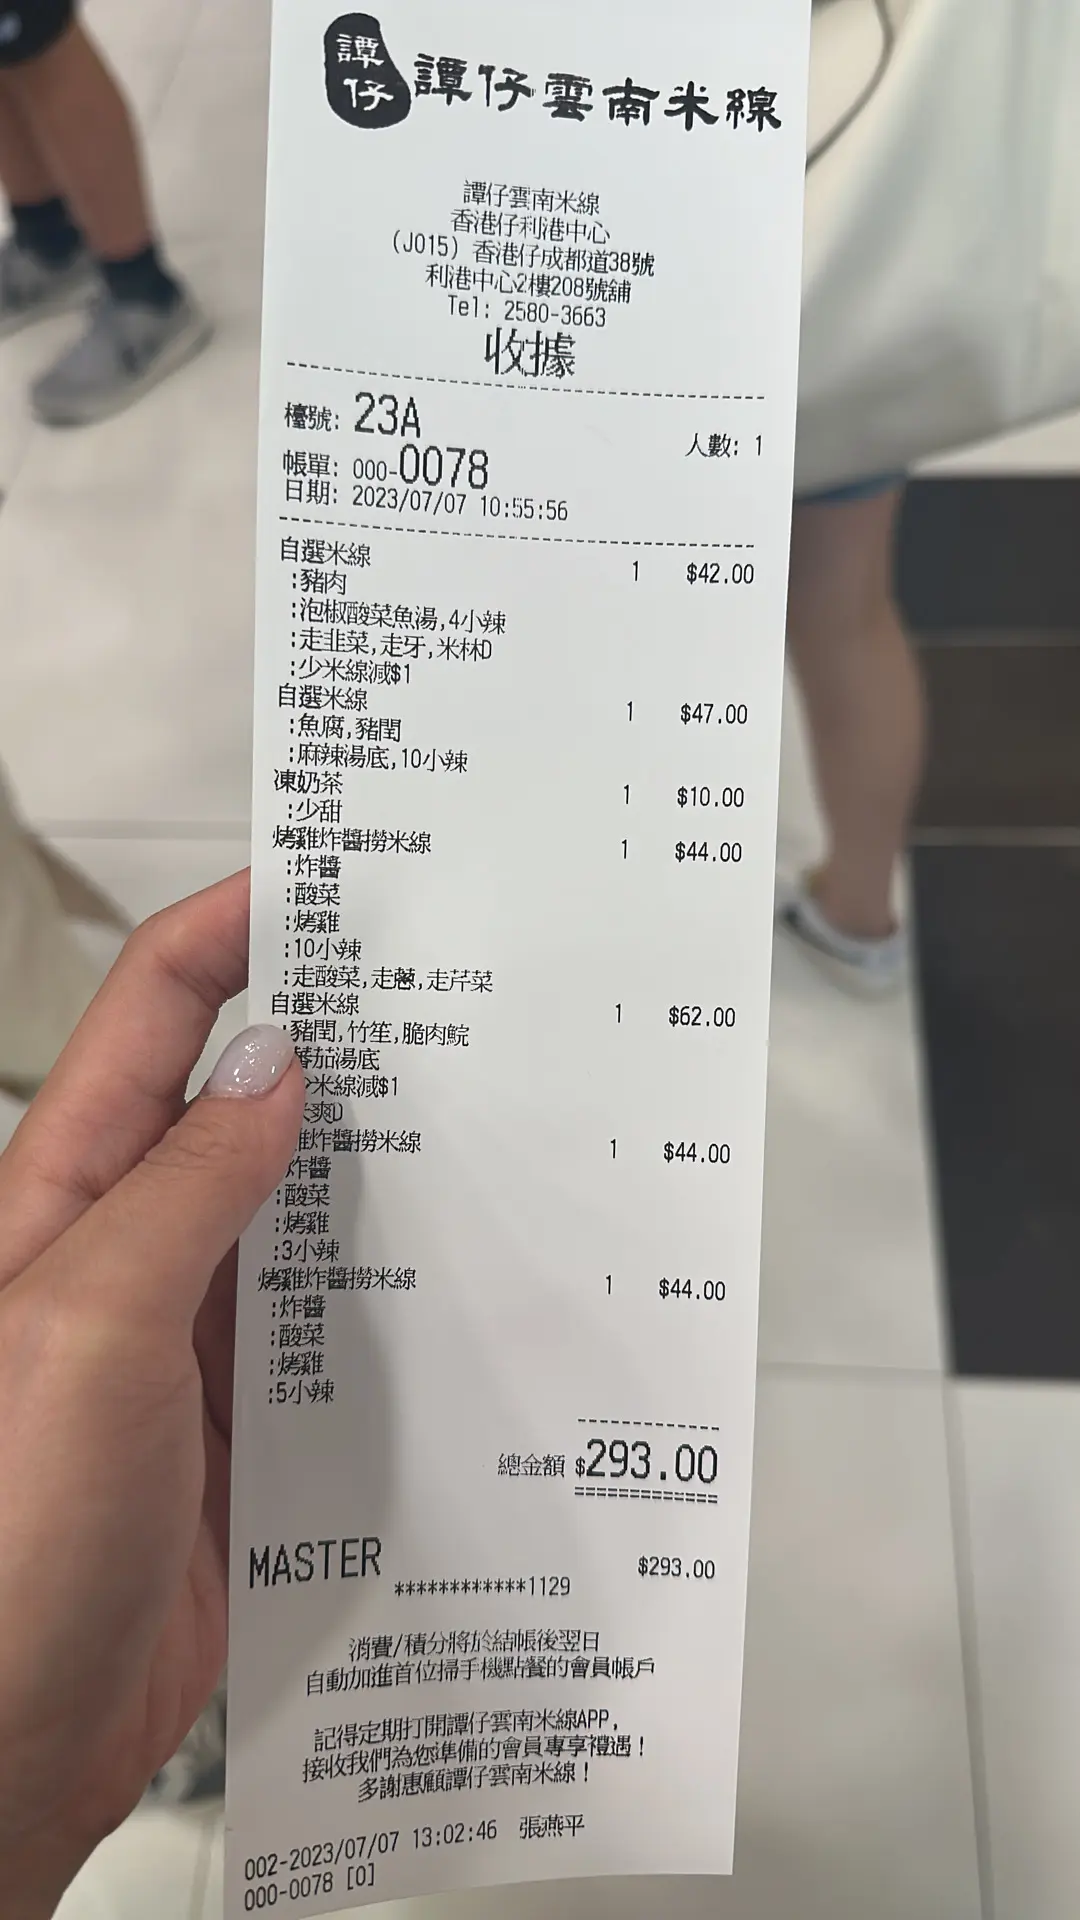 譚仔 譚仔雲南米線
譚仔雲南米線
香港仔利港中心
(J015) 香港仔成都道38號
利港中心2樓208號舖
Tel: 2580-3663
收據
檯號: 23A 人數: 1
帳單: 000-0078
日期: 2023/07/07 10:55:56
自選米線 1 $42.00
:豬肉
:泡椒酸菜魚湯,4小辣
:走韭菜,走牙,米林D
:少米線減$1
自選米線 1 $47.00
:魚腐,豬閏
:麻辣湯底,10小辣
凍奶茶 1 $10.00
:少甜
烤雞炸醬撈米線 1 $44.00
:炸醬
:酸菜
:烤雞
:10小辣
:走酸菜,走蔥,走芹菜
自選米線 1 $62.00
:豬閏,竹笙,脆肉鯇
蕃茄湯底
米線減$1
爽D
雞炸醬撈米線 1 $44.00
炸醬
:酸菜
:烤雞
:3小辣
烤雞炸醬撈米線 1 $44.00
:炸醬
:酸菜
:烤雞
:5小辣
總金額 $293.00
MASTER $293.00
************1129
消費/積分將於結帳後翌日
自動加進首位掃手機點餐的會員帳戶
記得定期打開譚仔雲南米線APP,
接收我們為您準備的會員專享禮遇！
多謝惠顧譚仔雲南米線！
002-2023/07/07 13:02:46 張燕平
000-0078 [0]